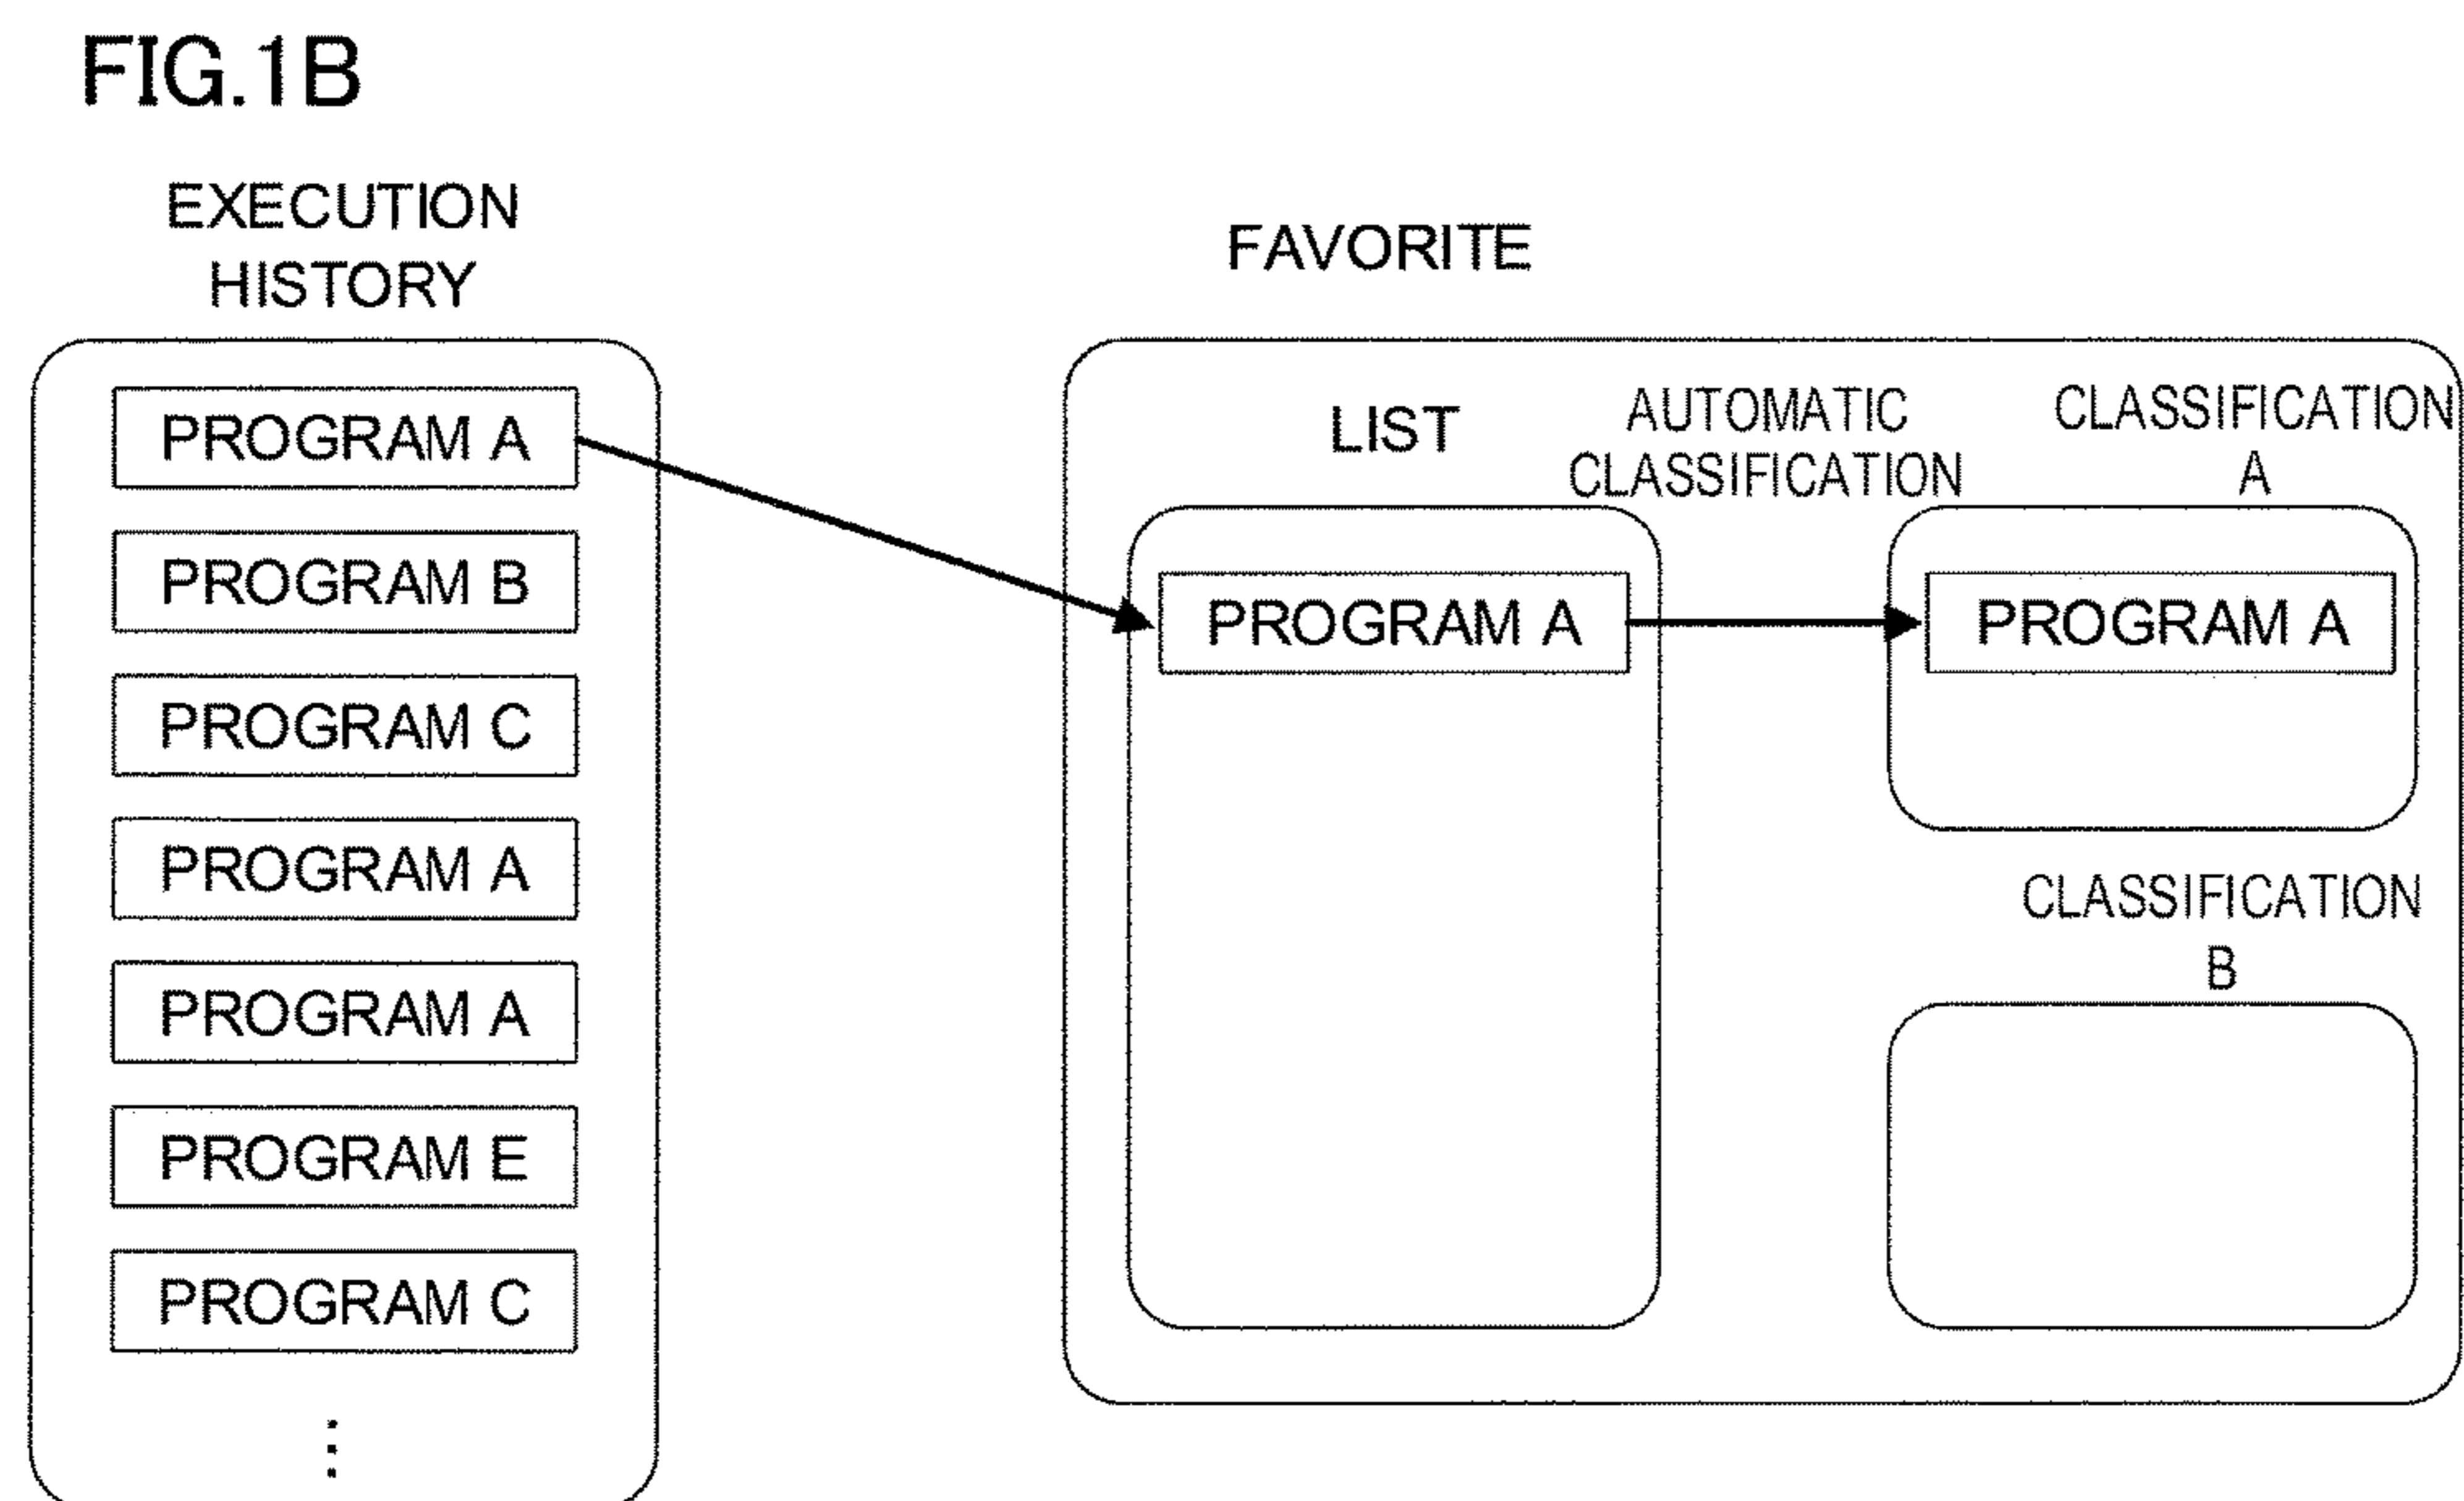 FIG.1B
EXECUTION
HISTORY
PROGRAM A
PROGRAM B
PROGRAM C
PROGRAM A
PROGRAM A
PROGRAM E
PROGRAM C
⋮
FAVORITE
LIST
PROGRAM A
AUTOMATIC
CLASSIFICATION
CLASSIFICATION
A
PROGRAM A
CLASSIFICATION
B